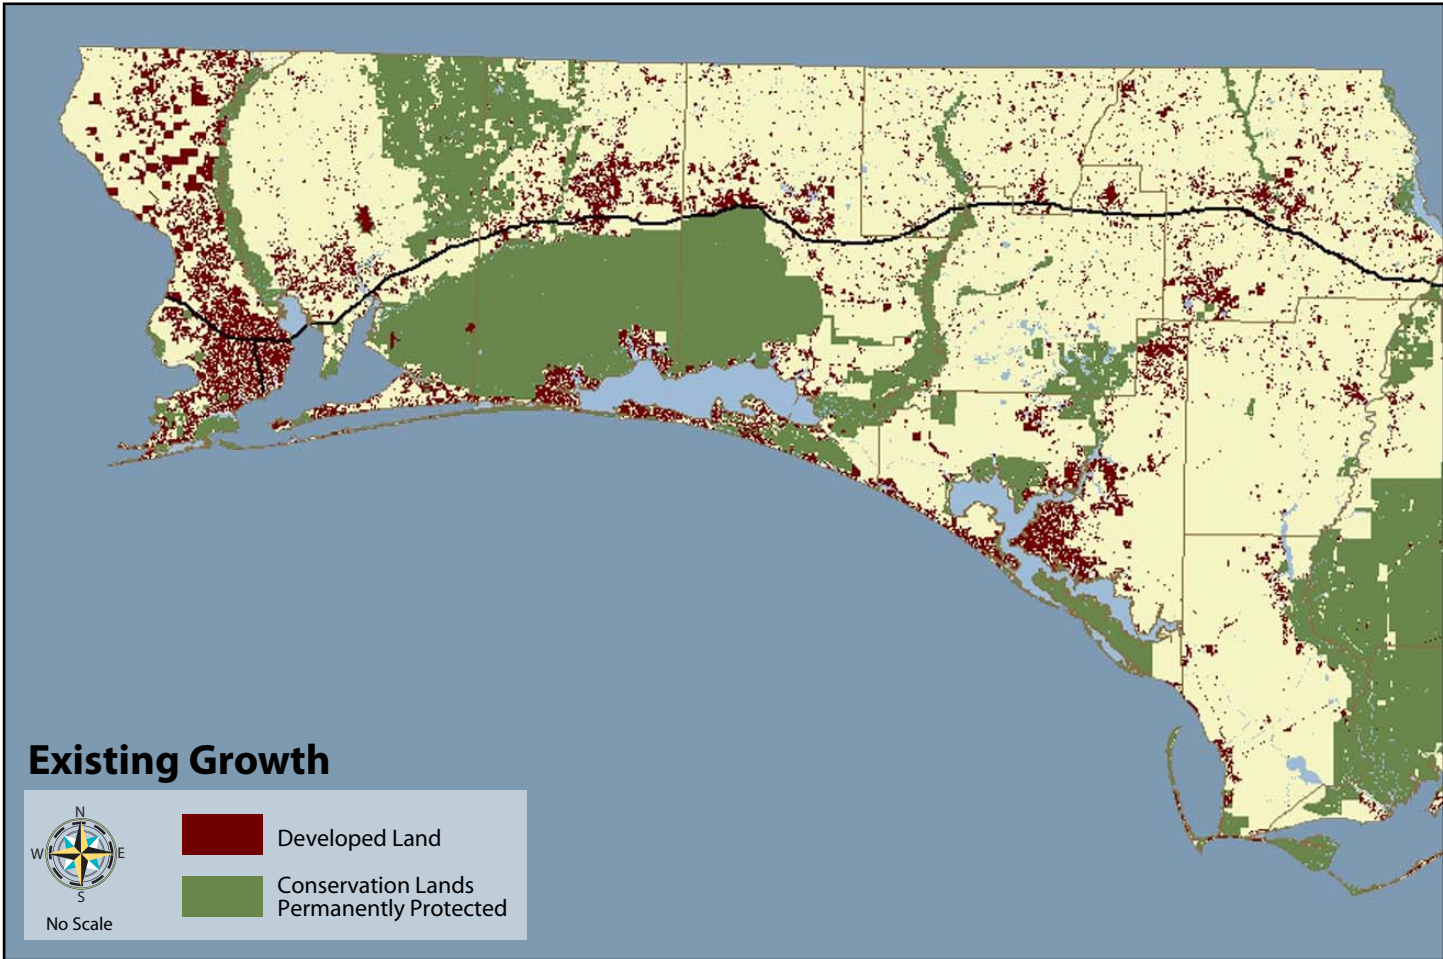 Existing Growth
N
W E
S
No Scale
Developed Land
Conservation Lands
Permanently Protected